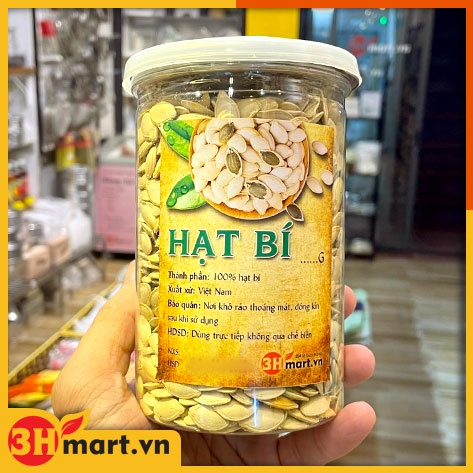 3Hmart.vn
HẠT BÍ
......G
Thành phần: 100% hạt bí
Xuất xứ: Việt Nam
Bảo quản: Nơi khô ráo thoáng mát, đóng kín
sau khi sử dụng
HDSD: Dùng trực tiếp không qua chế biến
NSX:
HSD:
3Hmart.vn
3Hmart.vn